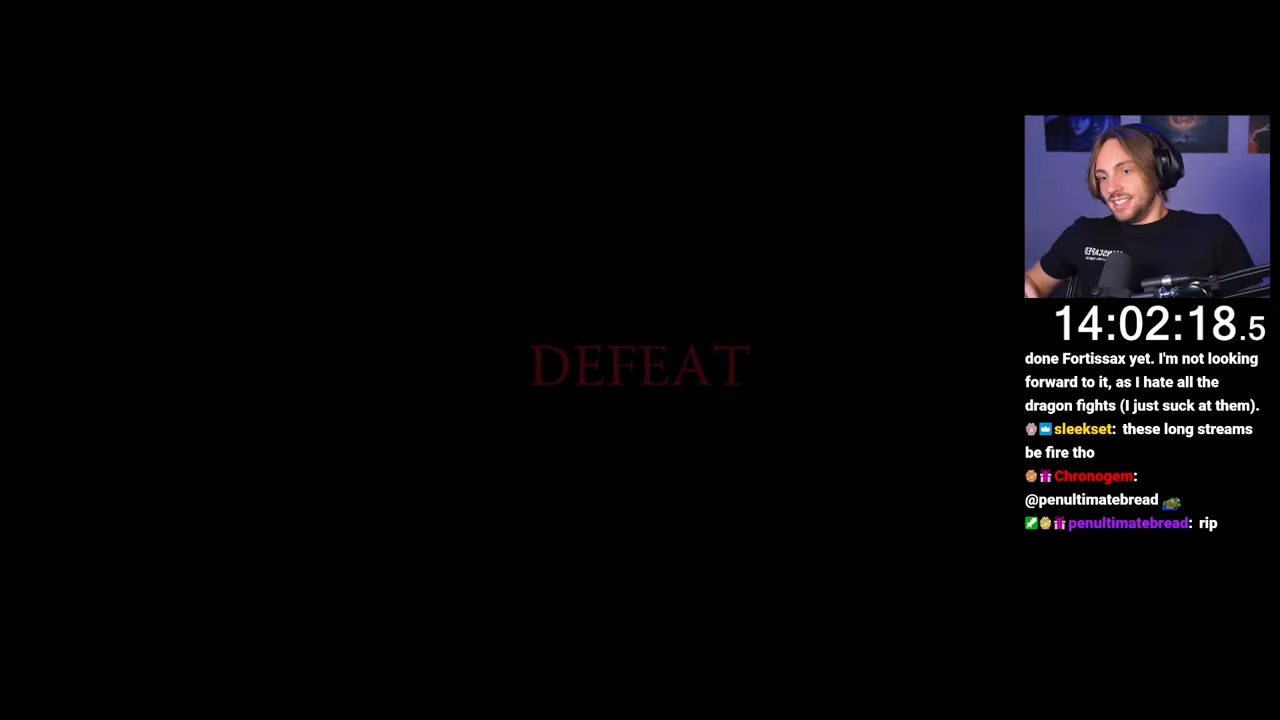 DEFEAT
14:02:18.5
done Fortissax yet. I'm not looking
forward to it, as I hate all the
dragon fights (I just suck at them).
sleekset: these long streams
be fire tho
Chronogem:
@penultimatebread
penultimatebread: rip